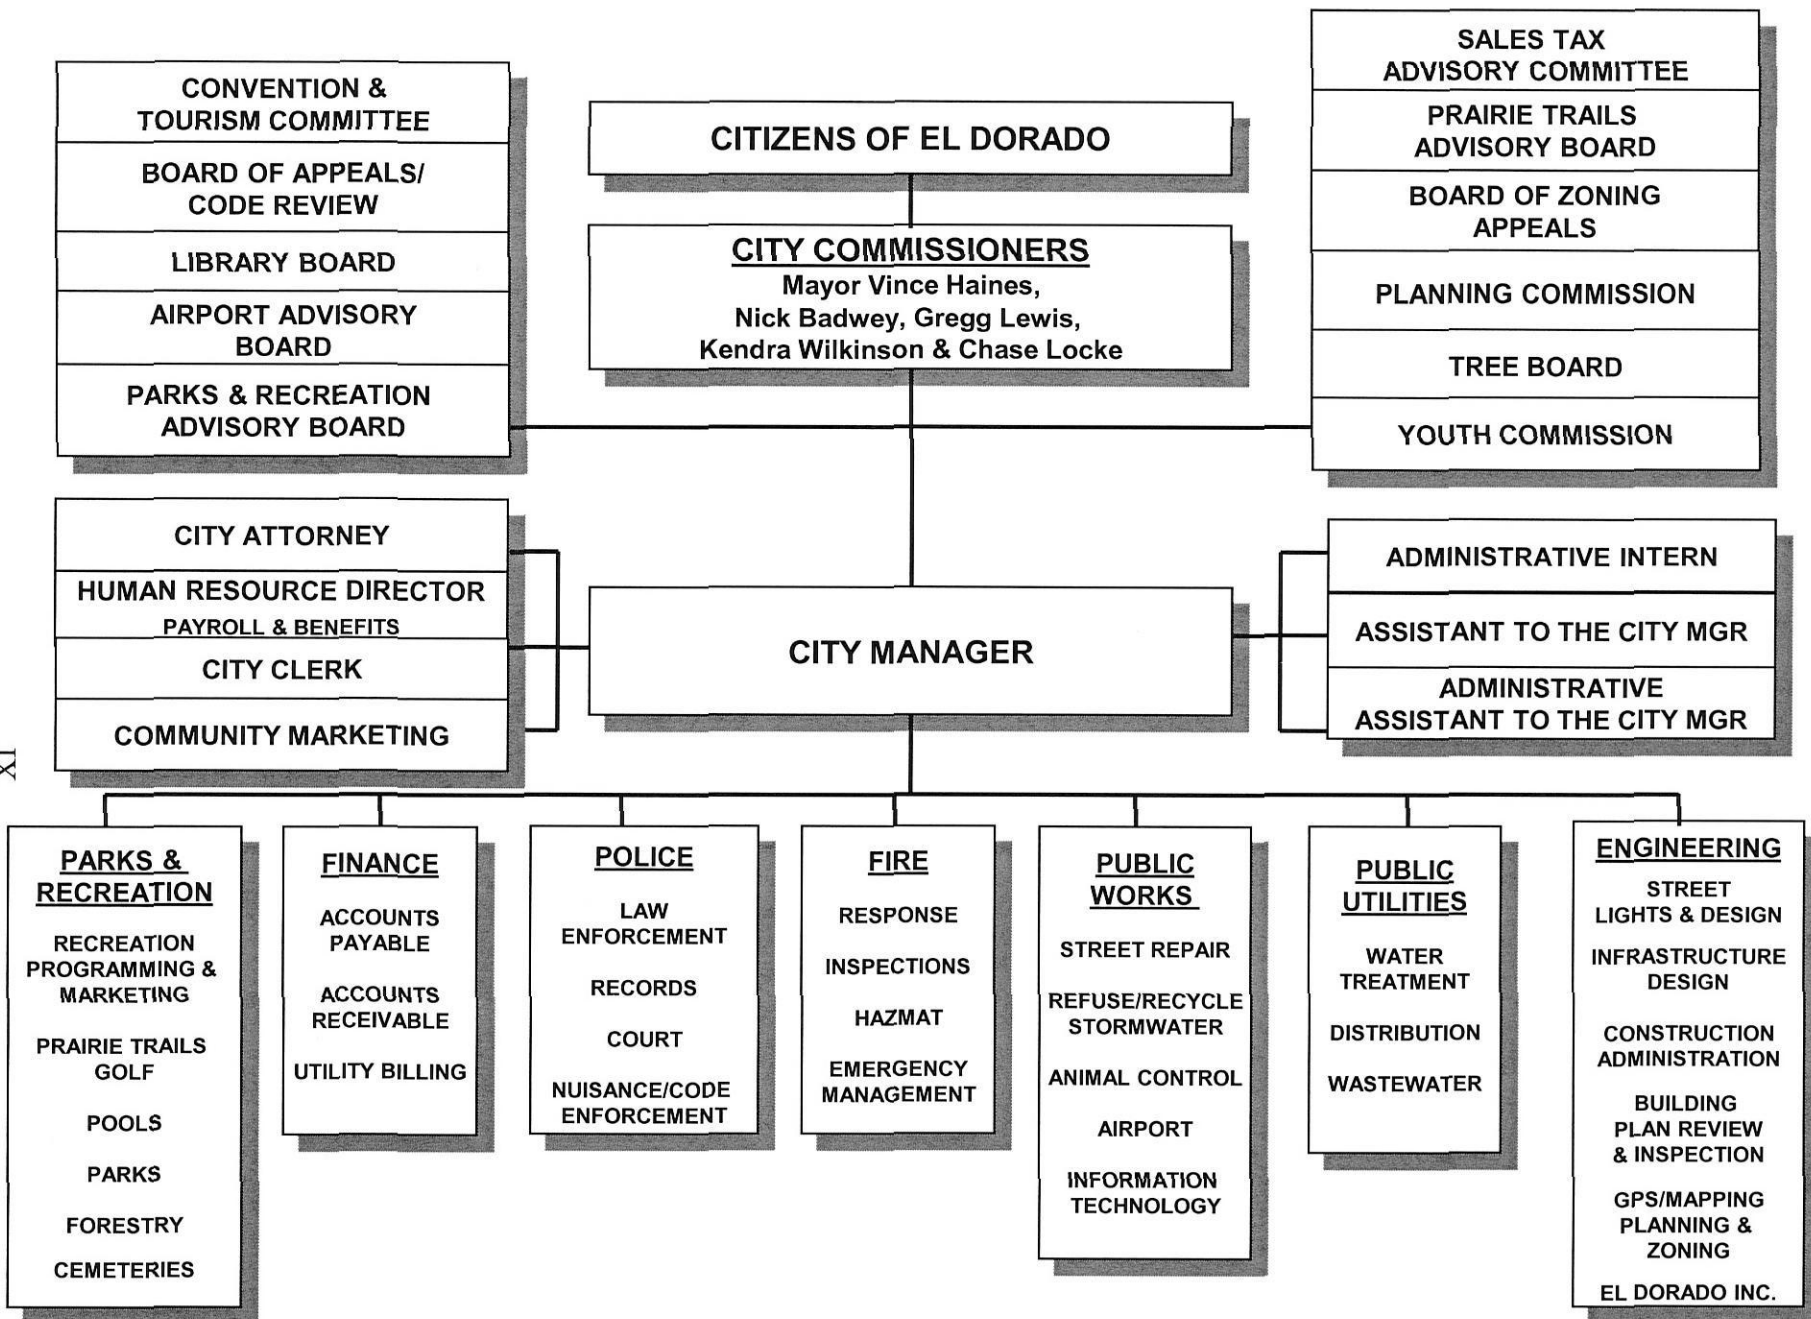 CONVENTION &
TOURISM COMMITTEE
BOARD OF APPEALS/
CODE REVIEW
LIBRARY BOARD
AIRPORT ADVISORY
BOARD
PARKS & RECREATION
ADVISORY BOARD
CITIZENS OF EL DORADO
CITY COMMISSIONERS
Mayor Vince Haines,
Nick Badwey, Gregg Lewis,
Kendra Wilkinson & Chase Locke
SALES TAX
ADVISORY COMMITTEE
PRAIRIE TRAILS
ADVISORY BOARD
BOARD OF ZONING
APPEALS
PLANNING COMMISSION
TREE BOARD
YOUTH COMMISSION
CITY ATTORNEY
HUMAN RESOURCE DIRECTOR
PAYROLL & BENEFITS
CITY CLERK
COMMUNITY MARKETING
CITY MANAGER
ADMINISTRATIVE INTERN
ASSISTANT TO THE CITY MGR
ADMINISTRATIVE
ASSISTANT TO THE CITY MGR
XI
PARKS &
RECREATION
RECREATION
PROGRAMMING &
MARKETING
PRAIRIE TRAILS
GOLF
POOLS
PARKS
FORESTRY
CEMETERIES
FINANCE
ACCOUNTS
PAYABLE
ACCOUNTS
RECEIVABLE
UTILITY BILLING
POLICE
LAW
ENFORCEMENT
RECORDS
COURT
NUISANCE/CODE
ENFORCEMENT
FIRE
RESPONSE
INSPECTIONS
HAZMAT
EMERGENCY
MANAGEMENT
PUBLIC
WORKS
STREET REPAIR
REFUSE/RECYCLE
STORMWATER
ANIMAL CONTROL
AIRPORT
INFORMATION
TECHNOLOGY
PUBLIC
UTILITIES
WATER
TREATMENT
DISTRIBUTION
WASTEWATER
ENGINEERING
STREET
LIGHTS & DESIGN
INFRASTRUCTURE
DESIGN
CONSTRUCTION
ADMINISTRATION
BUILDING
PLAN REVIEW
& INSPECTION
GPS/MAPPING
PLANNING &
ZONING
EL DORADO INC.